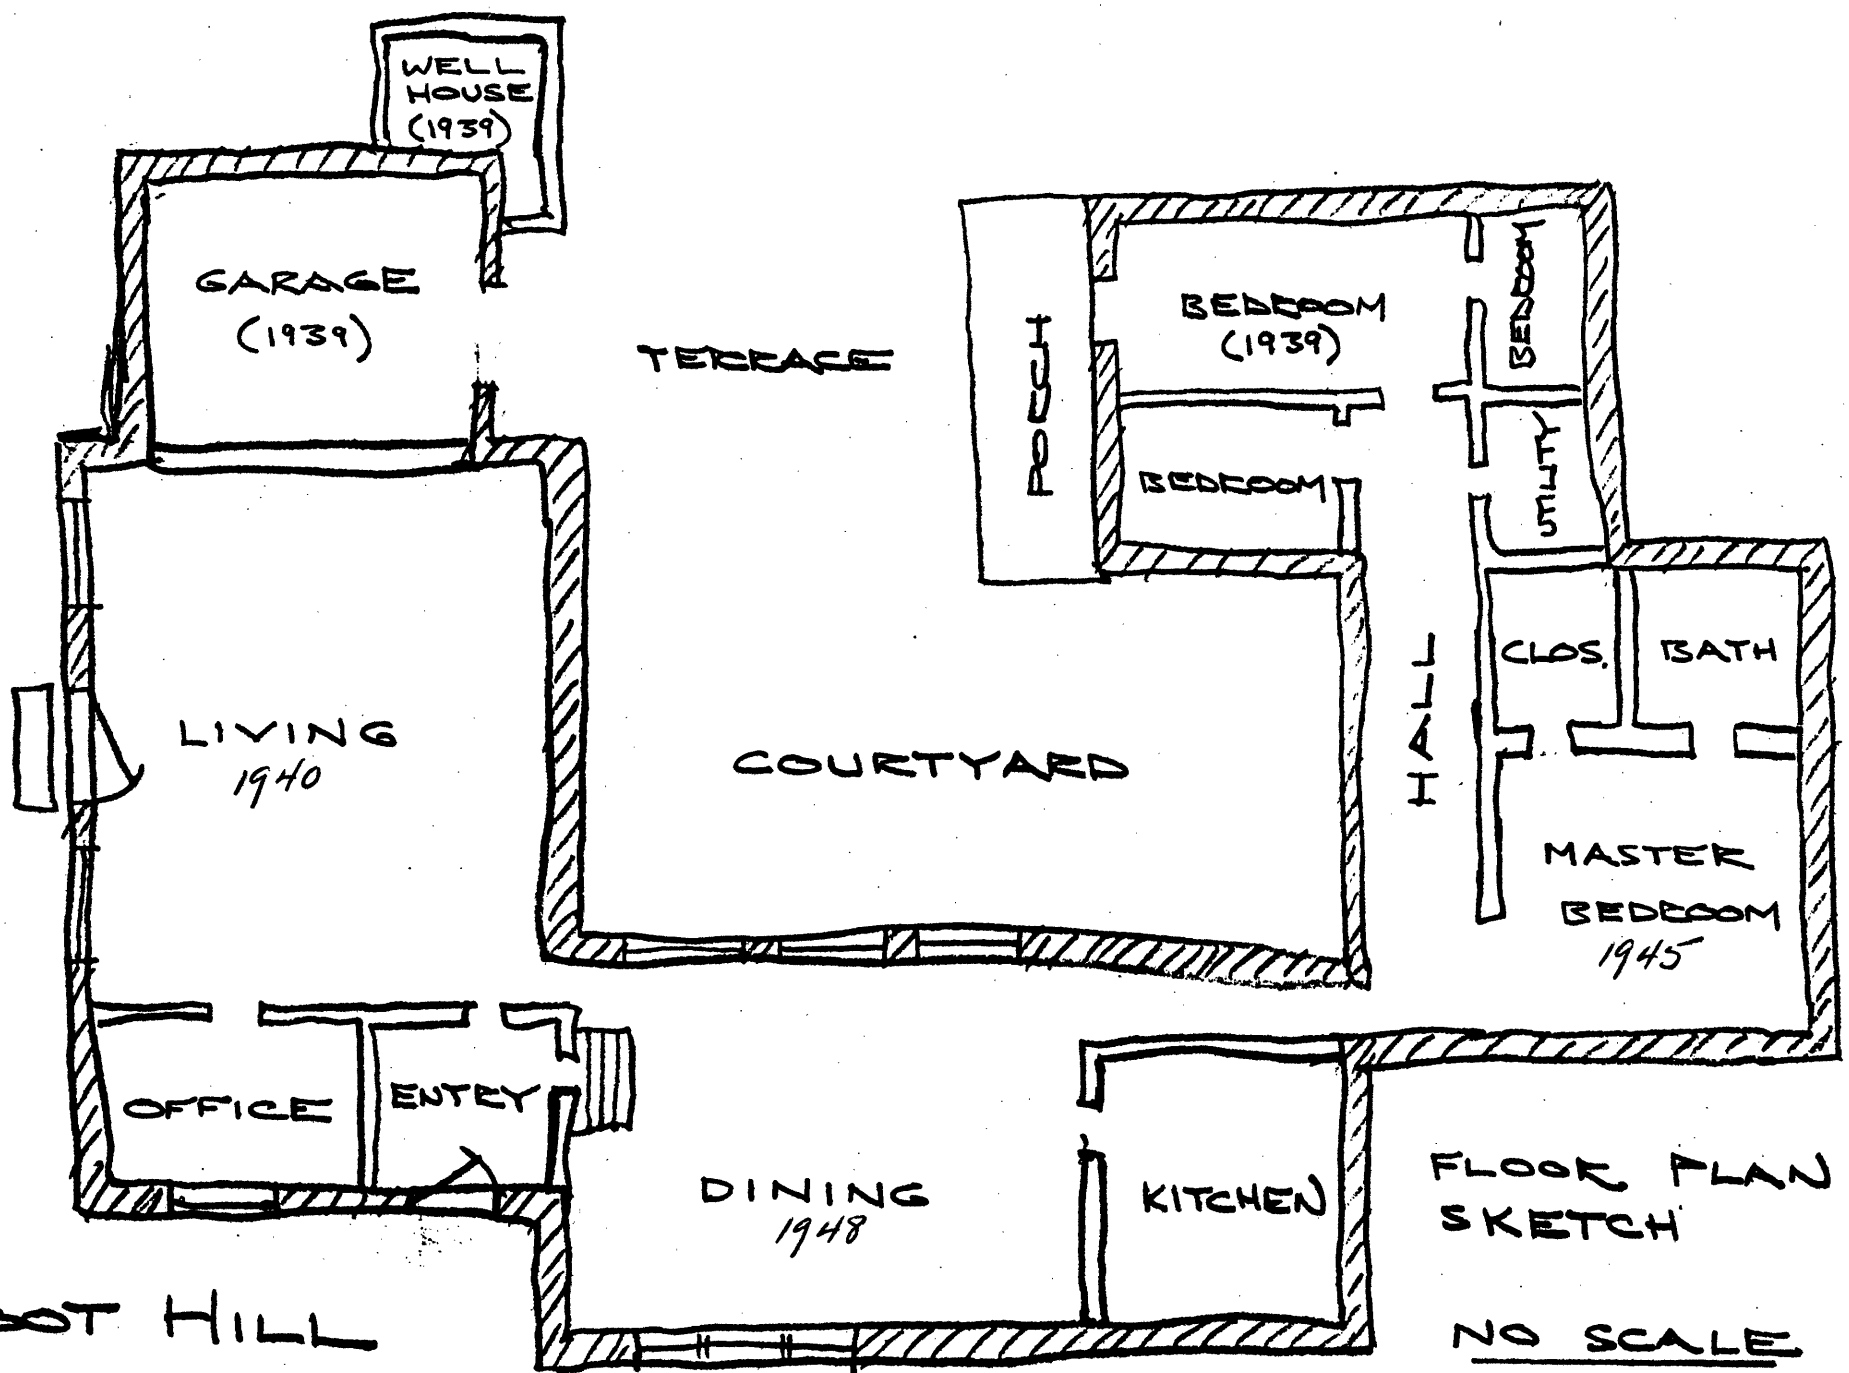 WELL
HOUSE
(1939)
GARAGE
(1939)
TERRACE
PORCH
BEDROOM
(1939)
BEDROOM
BEDROOM
UTILITY
CLOS.
BATH
HALL
LIVING
1940
COURTYARD
MASTER
BEDROOM
1945
OFFICE
ENTRY
DINING
1948
KITCHEN
FLOOR PLAN
SKETCH
HILL
NO SCALE